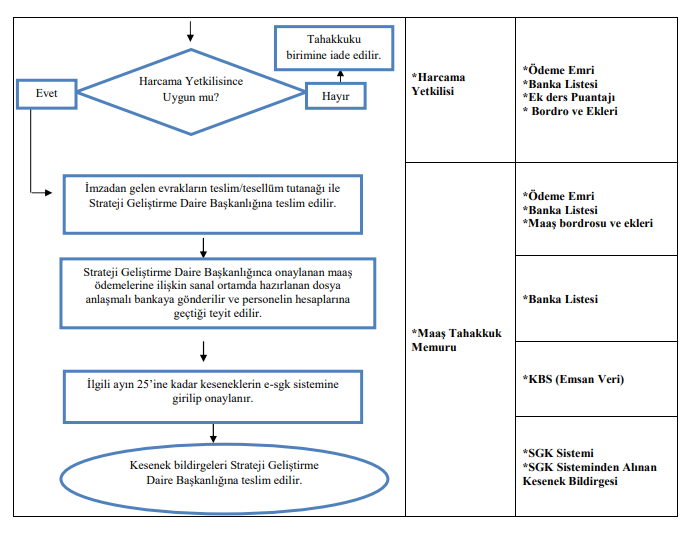 Tahakkuku
birimine iade edilir.
Harcama Yetkilisince
Uygun mu?
Evet
Hayır
*Harcama
Yetkilisi
*Ödeme Emri
*Banka Listesi
*Ek ders Puantajı
* Bordro ve Ekleri
İmzadan gelen evrakların teslim/tesellüm tutanağı ile
Strateji Geliştirme Daire Başkanlığına teslim edilir.
*Ödeme Emri
*Banka Listesi
*Maaş bordrosu ve ekleri
Strateji Geliştirme Daire Başkanlığınca onaylanan maaş
ödemelerine ilişkin sanal ortamda hazırlanan dosya
anlaşmalı bankaya gönderilir ve personelin hesaplarına
geçtiği teyit edilir.
*Banka Listesi
*Maaş Tahakkuk
Memuru
İlgili ayın 25’ine kadar keseneklerin e-sgk sistemine
girilip onaylanır.
*KBS (Emsan Veri)
Kesenek bildirgeleri Strateji Geliştirme
Daire Başkanlığına teslim edilir.
*SGK Sistemi
*SGK Sisteminden Alınan
Kesenek Bildirgesi